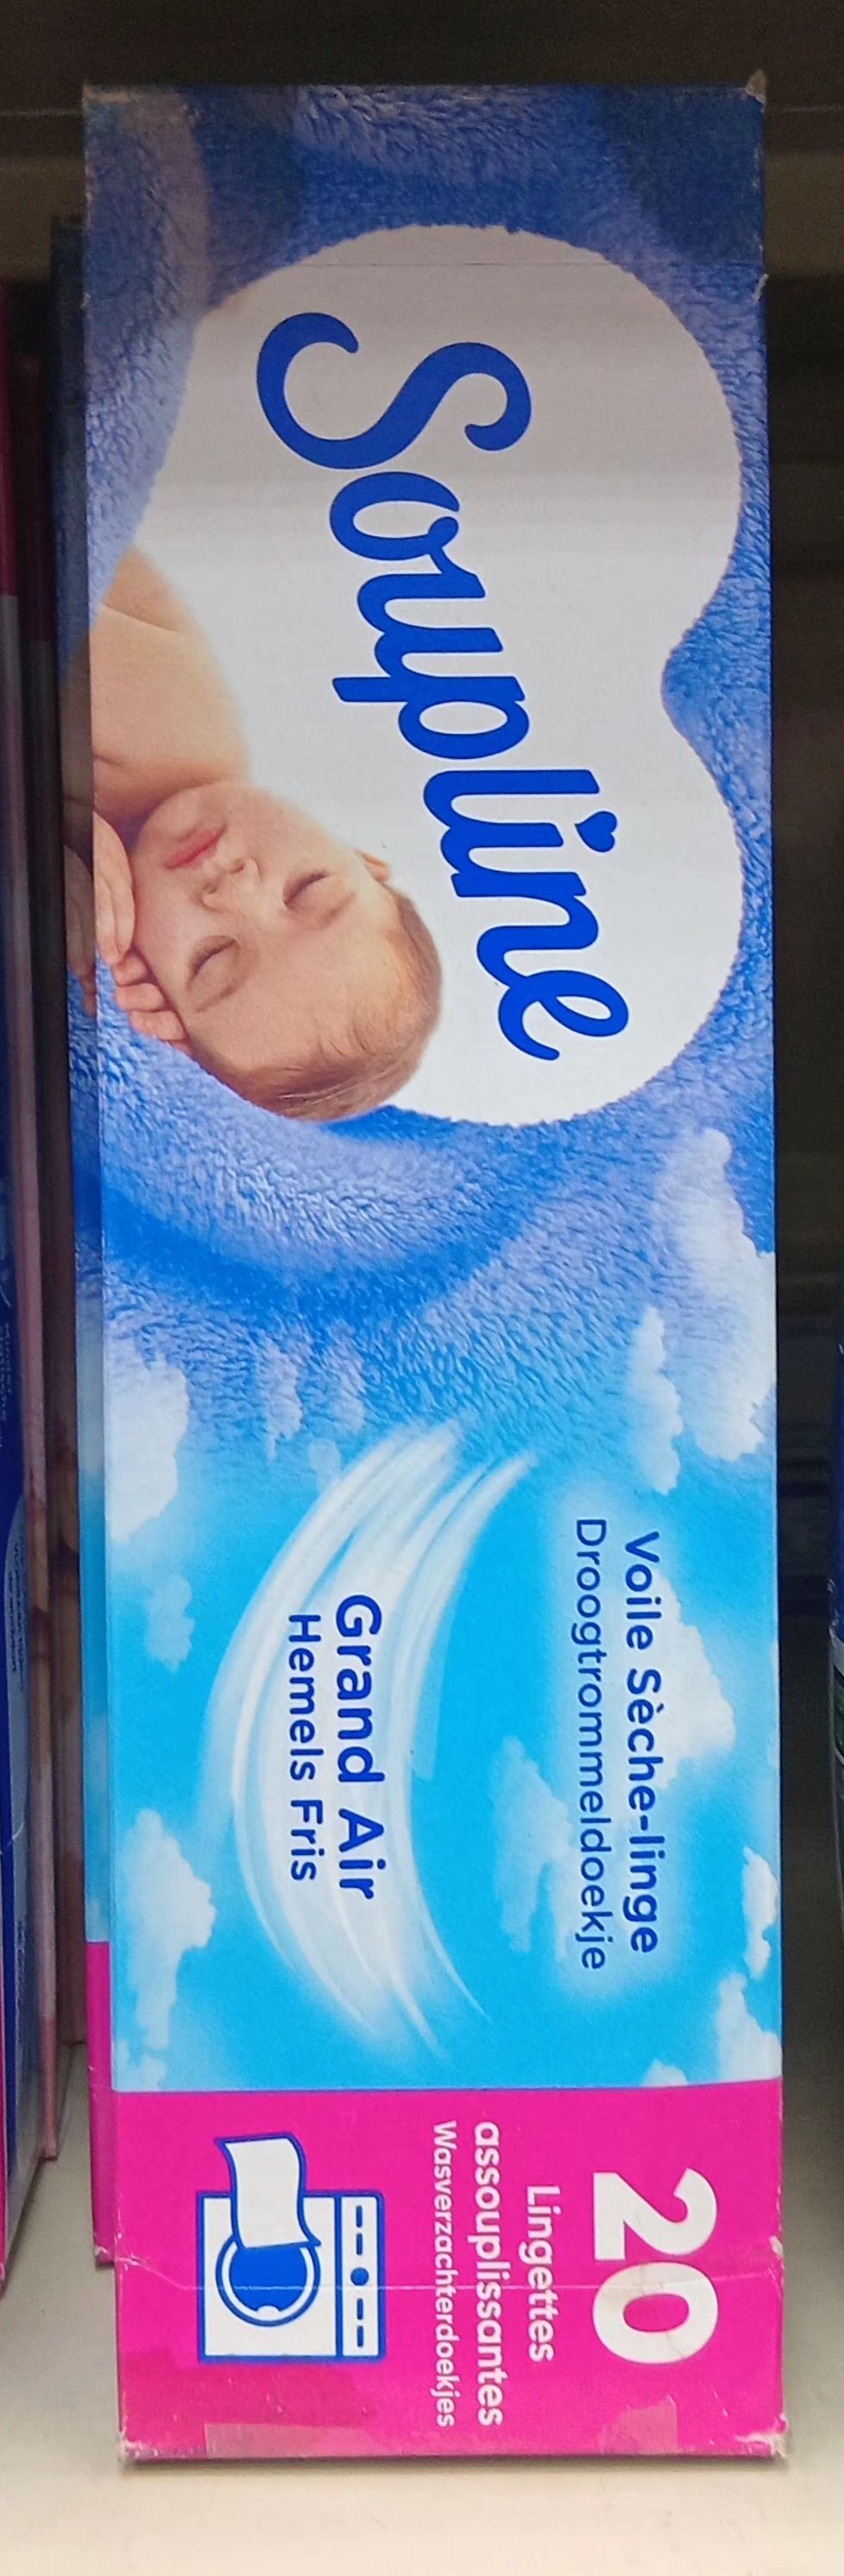 Soupline
Voile Sèche-linge
Droogtrommeldoekje
Grand Air
Hemels Fris
20
Lingettes
assouplissantes
Wasverzachterdoekjes